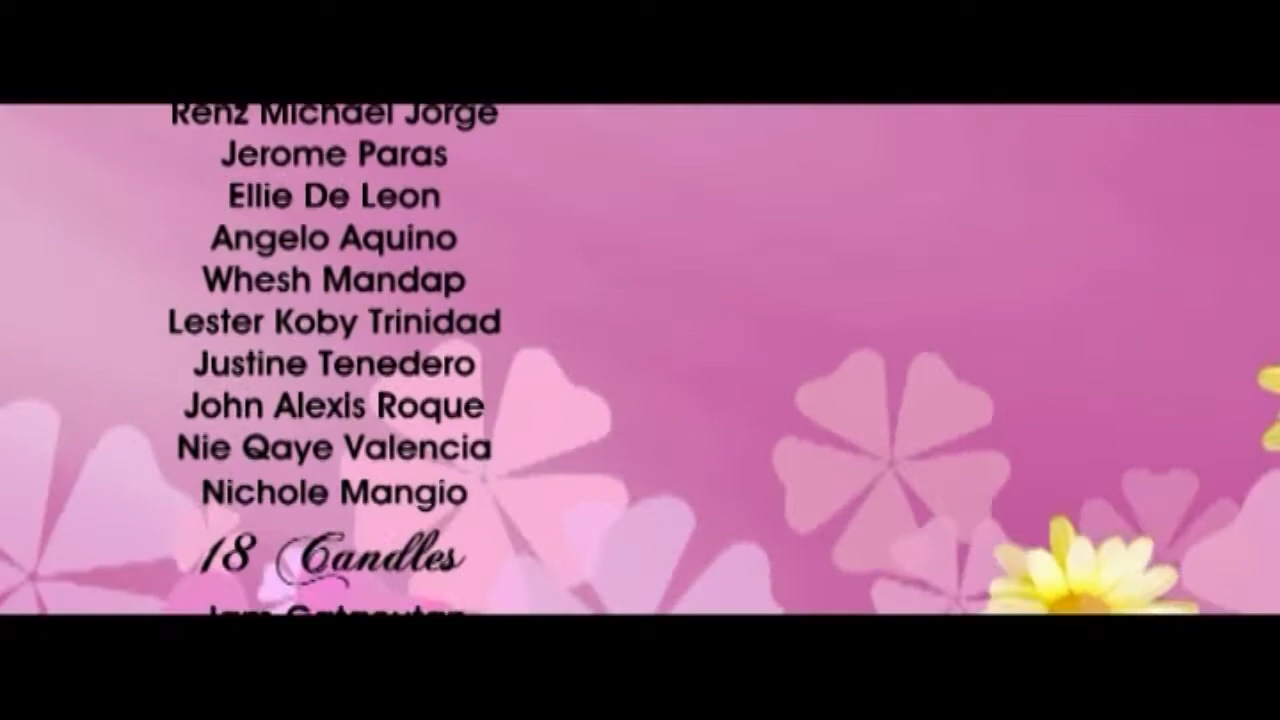 Renz Michael Jorge
Jerome Paras
Ellie De Leon
Angelo Aquino
Whesh Mandap
Lester Koby Trinidad
Justine Tenedero
John Alexis Roque
Nie Qaye Valencia
Nichole Mangio
18 Candles
Jam